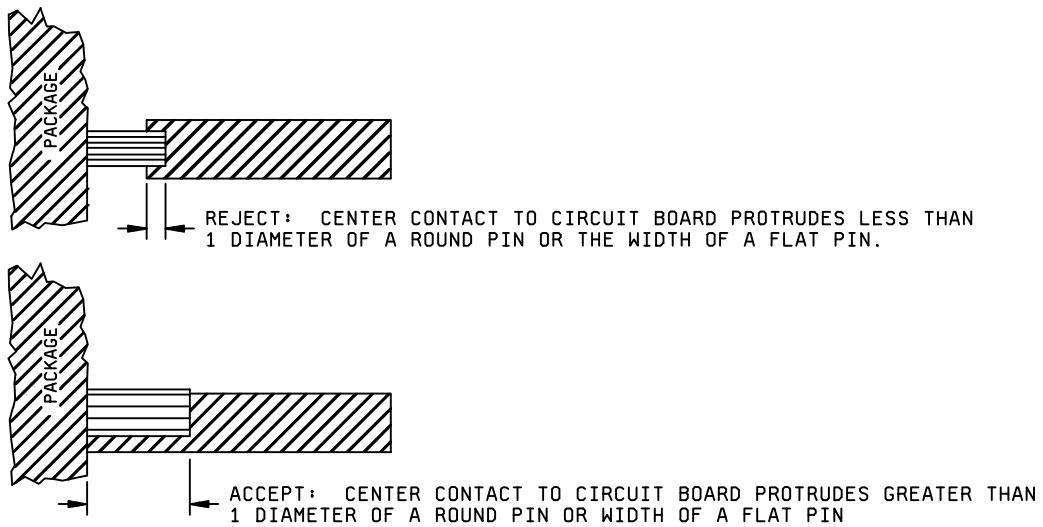 PACKAGE
REJECT: CENTER CONTACT TO CIRCUIT BOARD PROTRUDES LESS THAN
1 DIAMETER OF A ROUND PIN OR THE WIDTH OF A FLAT PIN.
PACKAGE
ACCEPT: CENTER CONTACT TO CIRCUIT BOARD PROTRUDES GREATER THAN
1 DIAMETER OF A ROUND PIN OR WIDTH OF A FLAT PIN